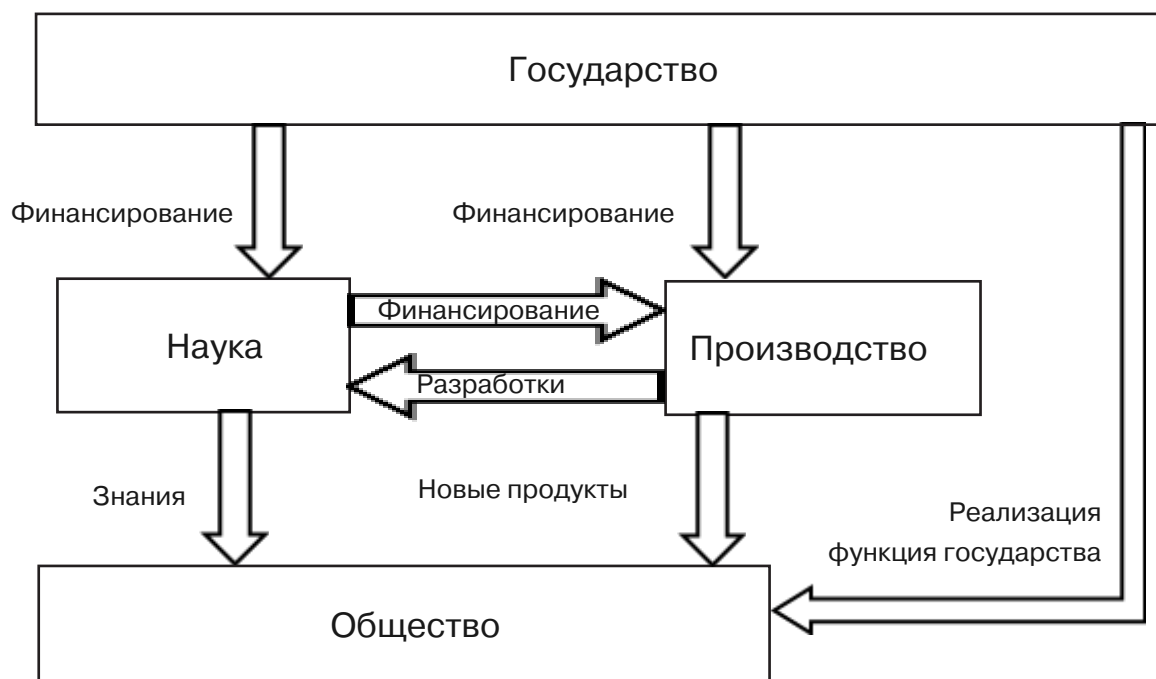 Государство
Финансирование
Финансирование
Финансирование
Наука
Производство
Разработки
Знания
Новые продукты
Реализация
функция государства
Общество